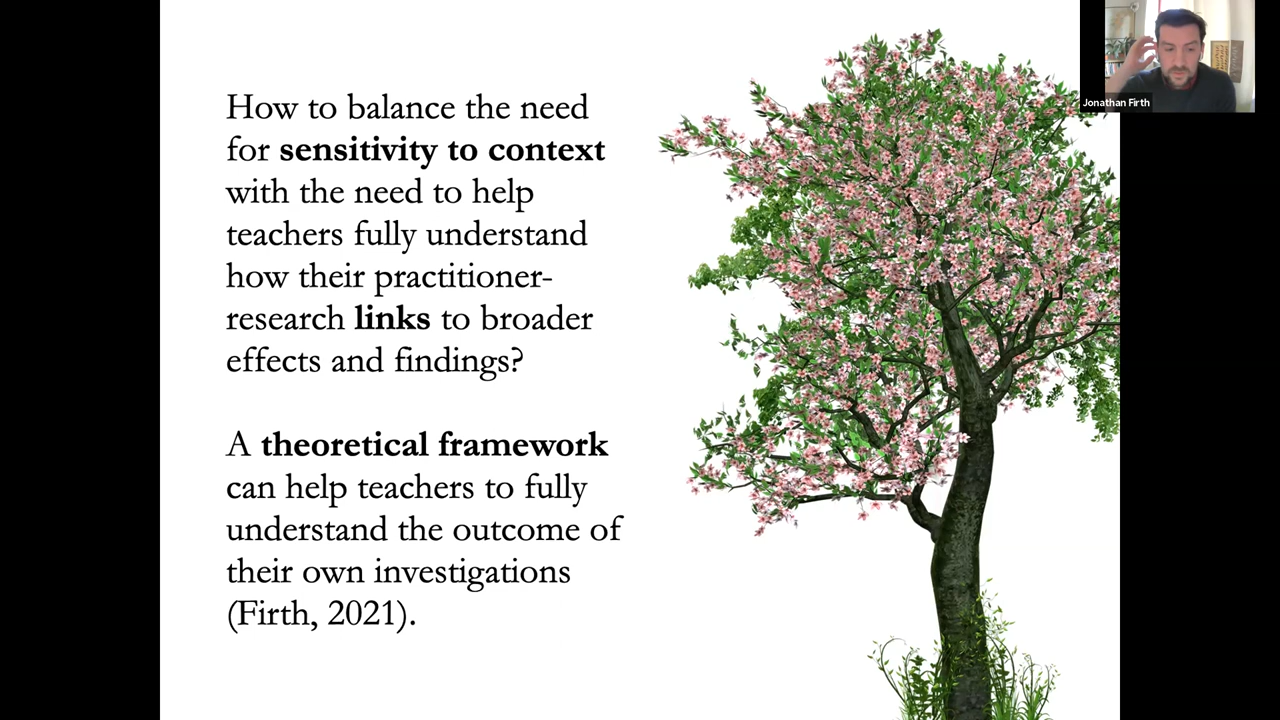 How to balance the need
for sensitivity to context
with the need to help
teachers fully understand
how their practitioner-
research links to broader
effects and findings?
A theoretical framework
can help teachers to fully
understand the outcome of
their own investigations
(Firth, 2021).
Jonathan Firth